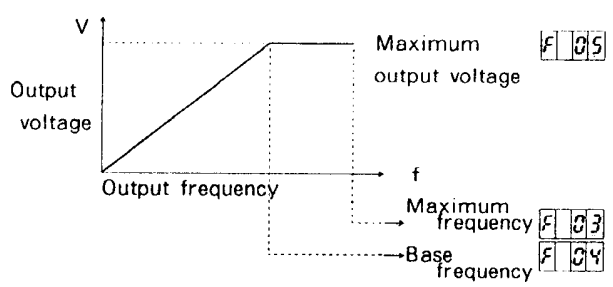 V
Maximum
output voltage
F 05
Output
voltage
f
Output frequency
Maximum
frequency
F 03
Base
frequency
F 04